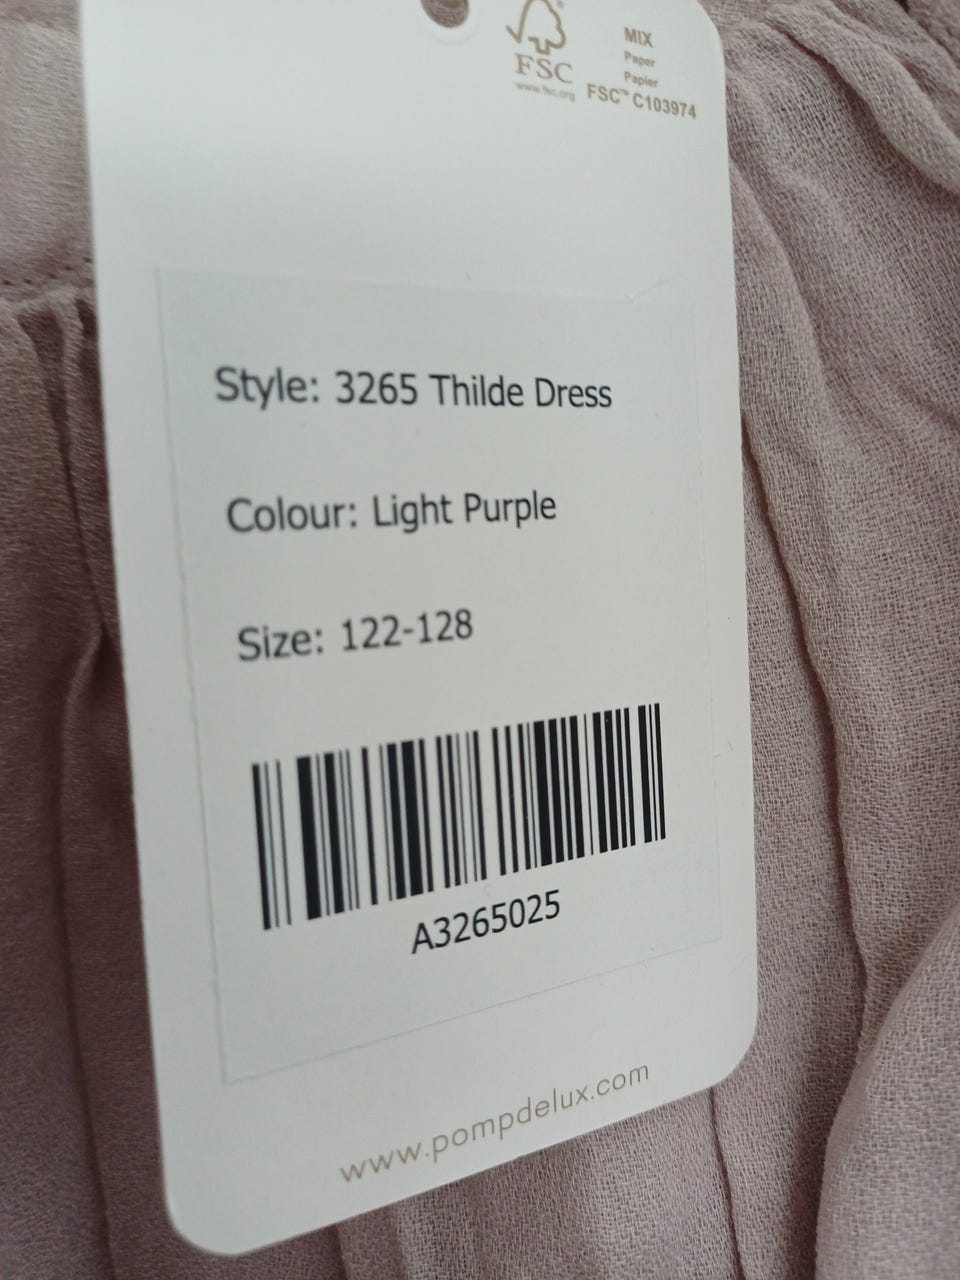 FSC
www.fsc.org
MIX
Paper
Papier
FSC™ C103974
Style: 3265 Thilde Dress
Colour: Light Purple
Size: 122-128
A3265025
www.pompdelux.com